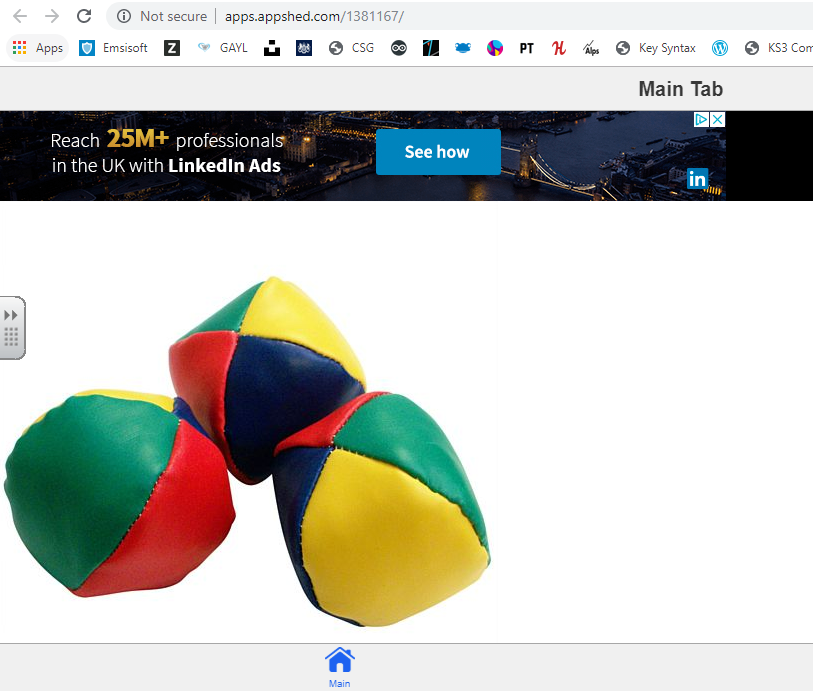 Not secure | apps.appshed.com/1381167/
Apps Emsisoft Z GAYL CSG PT H Alps Key Syntax KS3 Com
Main Tab
Reach 25M+ professionals
in the UK with LinkedIn Ads
See how
in
Main